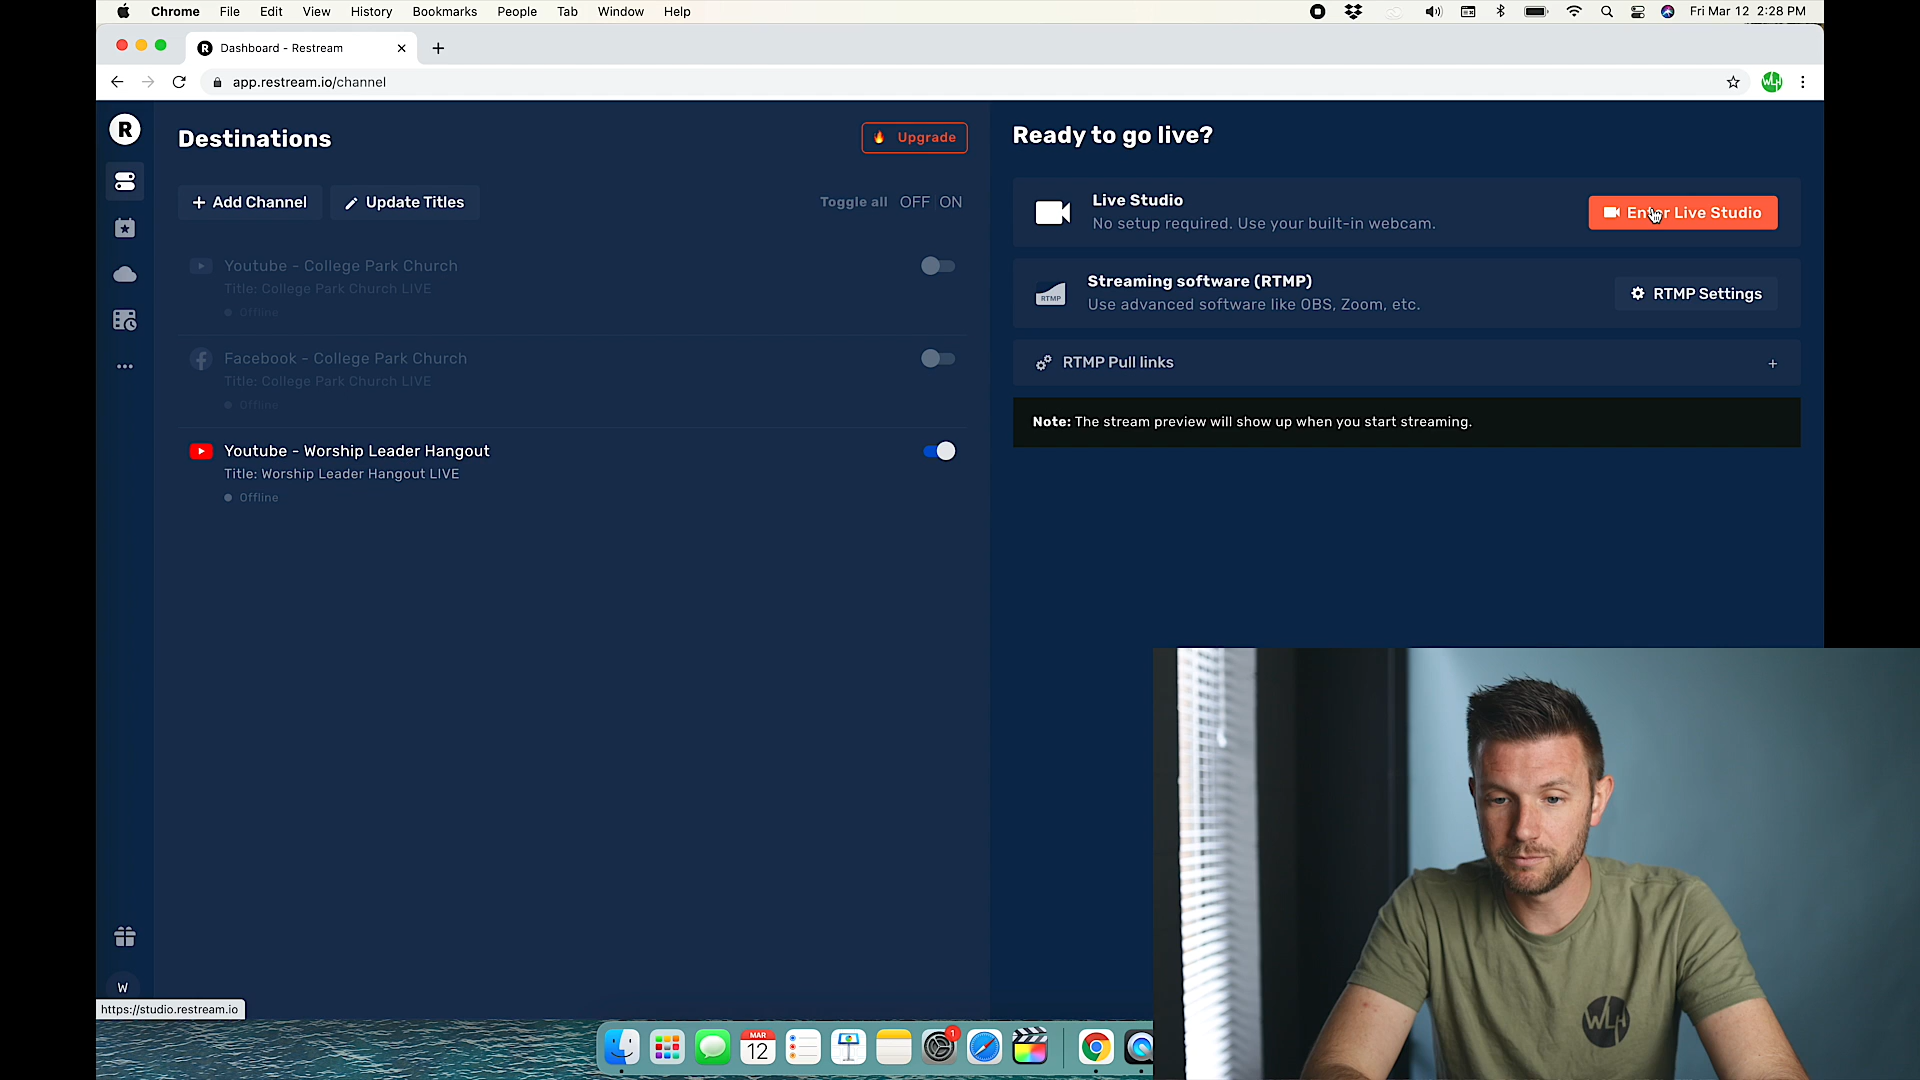 Chrome File Edit View History Bookmarks People Tab Window Help
Fri Mar 12 2:28 PM
R Dashboard - Restream
app.restream.io/channel
WLH
R
Destinations
Upgrade
Add Channel
Update Titles
Toggle all OFF ON
Youtube - College Park Church
Title: College Park Church LIVE
Offline
Facebook - College Park Church
Title: College Park Church LIVE
Offline
Youtube - Worship Leader Hangout
Title: Worship Leader Hangout LIVE
Offline
Ready to go live?
Live Studio
No setup required. Use your built-in webcam.
Enter Live Studio
RTMP
Streaming software (RTMP)
Use advanced software like OBS, Zoom, etc.
RTMP Settings
RTMP Pull links
Note: The stream preview will show up when you start streaming.
W
https://studio.restream.io
MAR
12
1
WLH